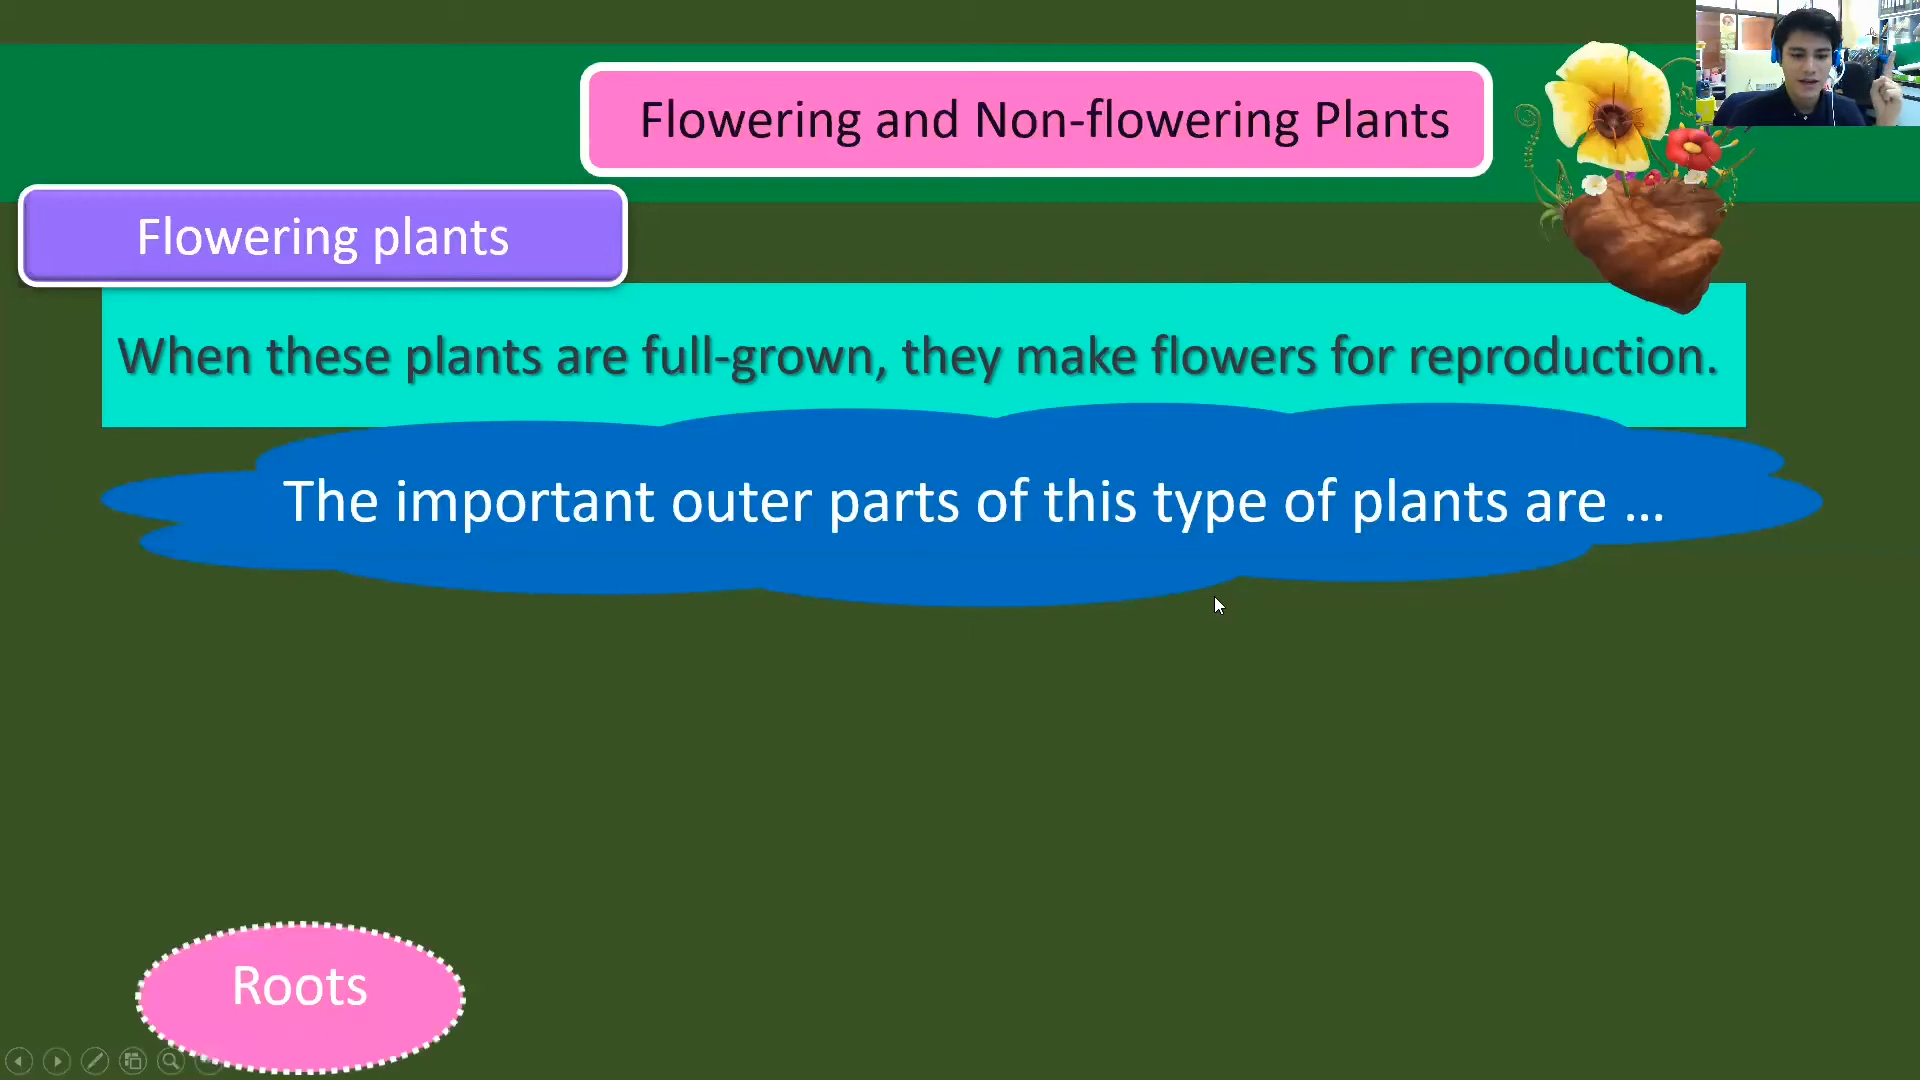 Flowering and Non-flowering Plants
Flowering plants
When these plants are full-grown, they make flowers for reproduction.
The important outer parts of this type of plants are ...
Roots